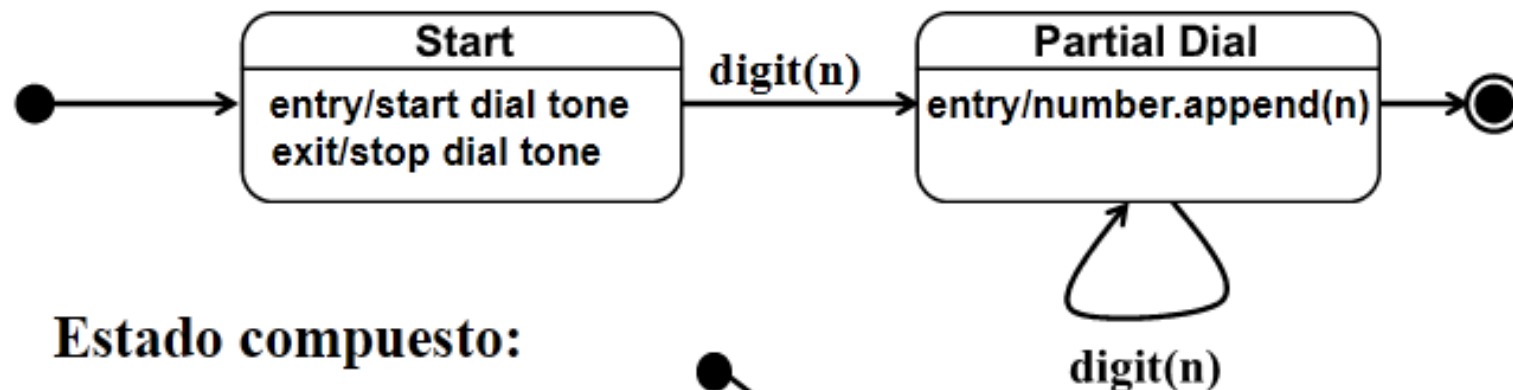 Start
entry/start dial tone
exit/stop dial tone
digit(n)
Partial Dial
entry/number.append(n)
digit(n)
Estado compuesto: